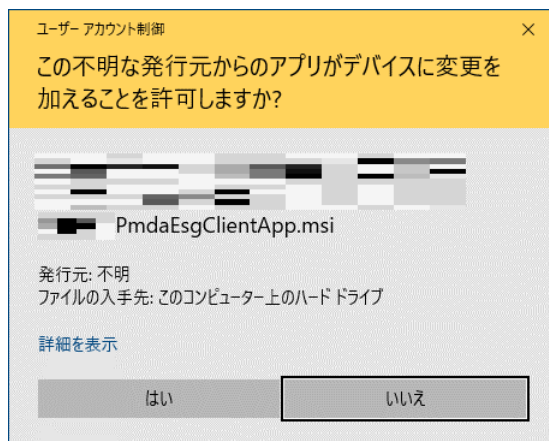 ユーザー アカウント制御
この不明な発行元からのアプリがデバイスに変更を
加えることを許可しますか?
PmdaEsgClientApp.msi
発行元: 不明
ファイルの入手先: このコンピューター上のハード ドライブ
詳細を表示
はい
いいえ